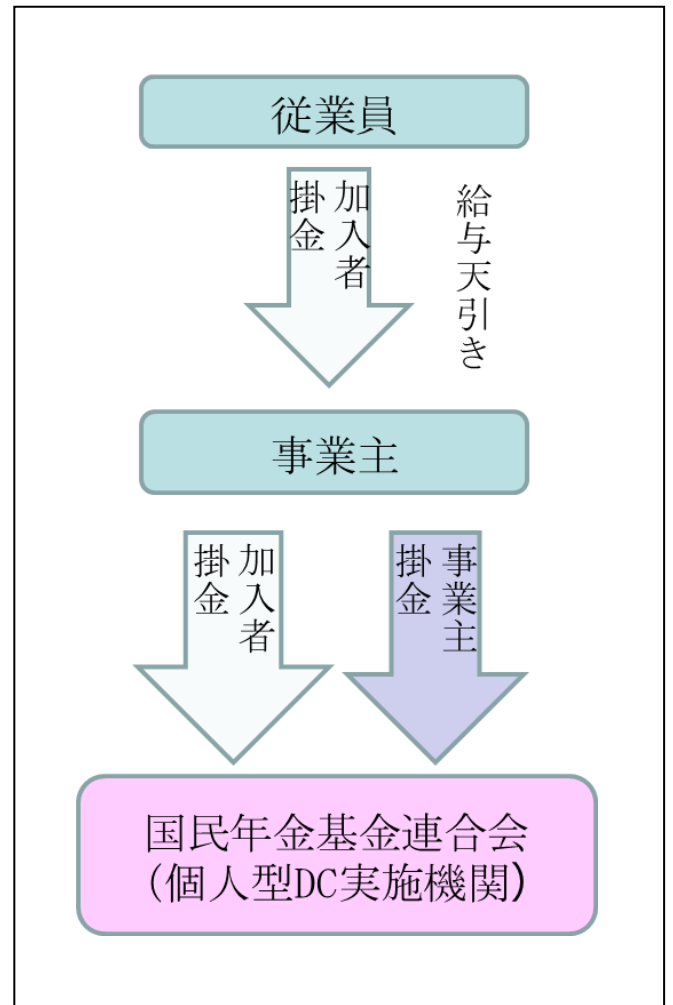 従業員
加入者
掛金
給与天引き
事業主
加入者
掛金
事業主
掛金
国民年金基金連合会
(個人型DC実施機関)